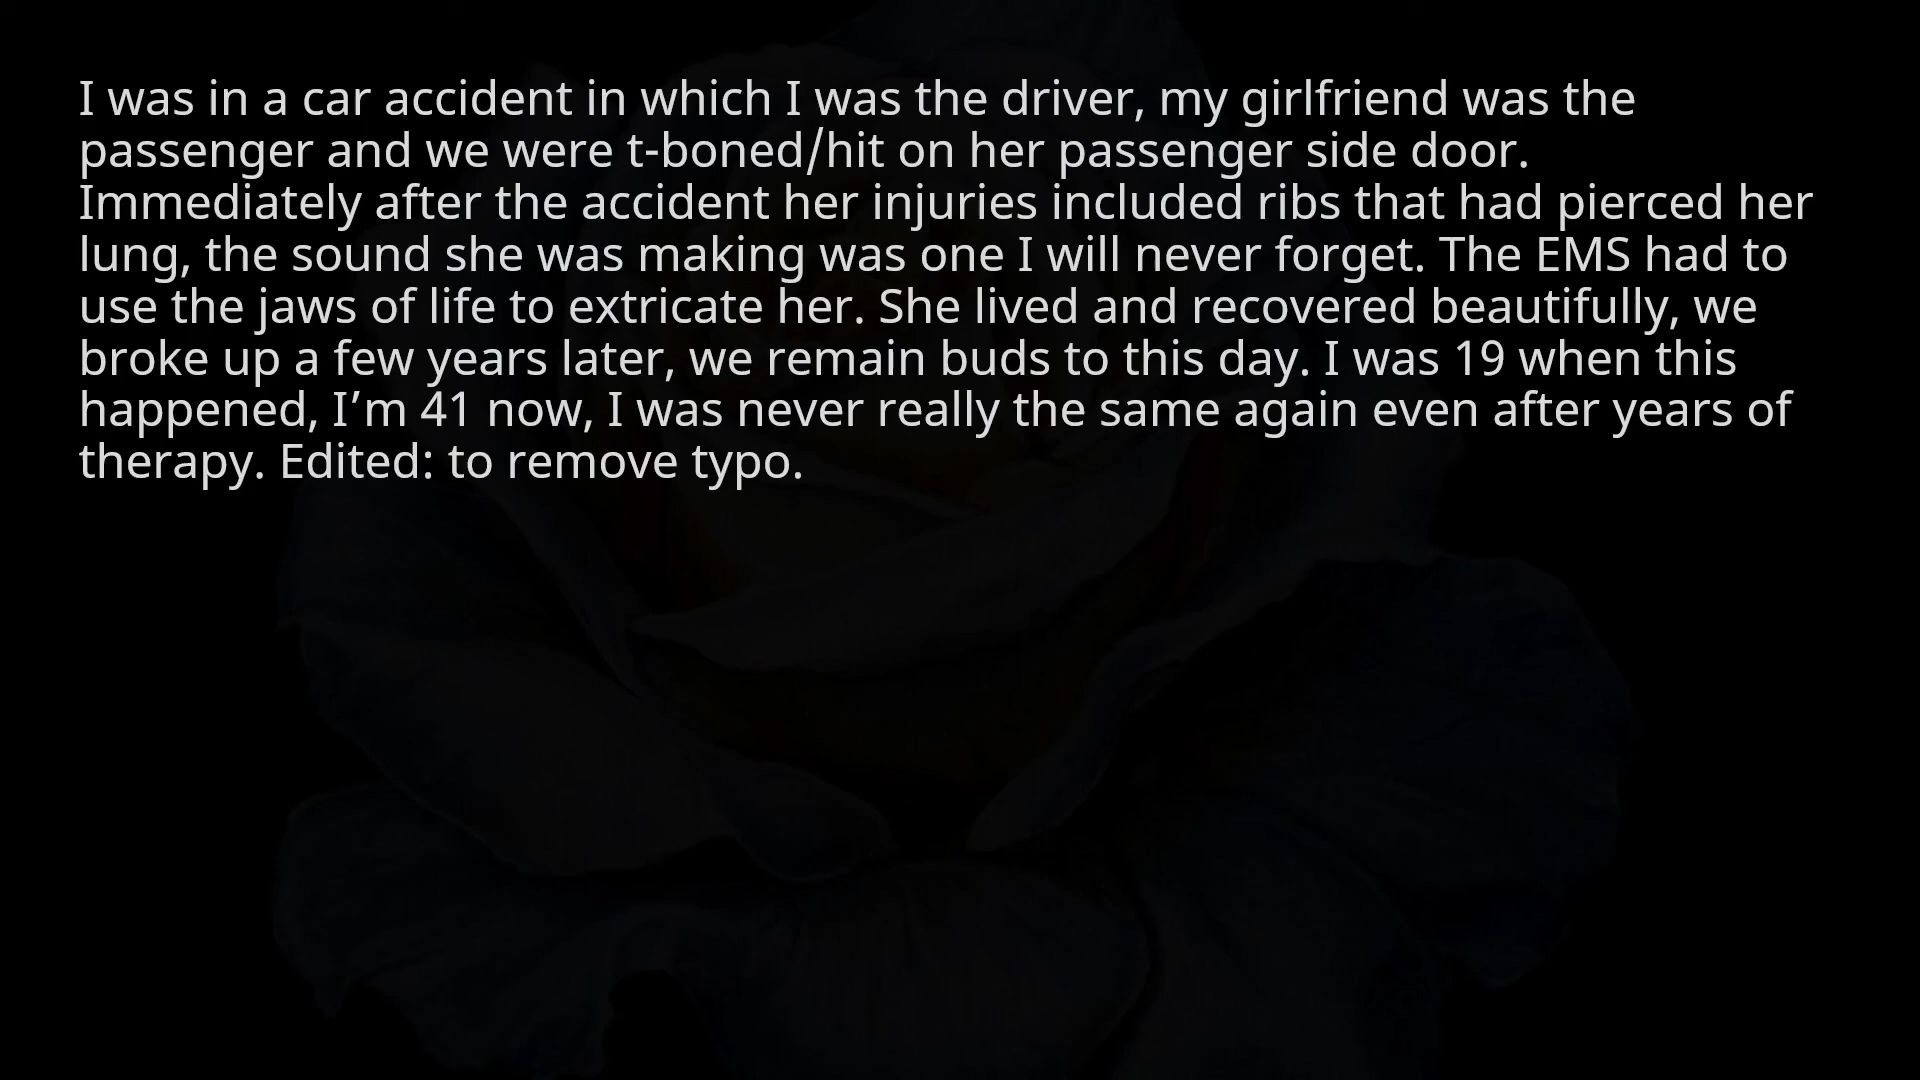 I was in a car accident in which I was the driver, my girlfriend was the
passenger and we were t-boned/hit on her passenger side door.
Immediately after the accident her injuries included ribs that had pierced her
lung, the sound she was making was one I will never forget. The EMS had to
use the jaws of life to extricate her. She lived and recovered beautifully, we
broke up a few years later, we remain buds to this day. I was 19 when this
happened, I’m 41 now, I was never really the same again even after years of
therapy. Edited: to remove typo.